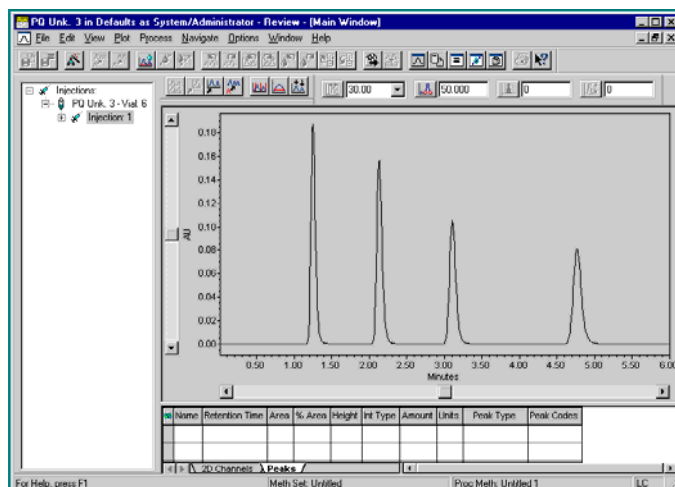 PQ Unk. 3 in Defaults as System/Administrator - Review - [Main Window]
File Edit View Plot Process Navigate Options Window Help
30.00 50.000 0 0
Injections:
PQ Unk. 3 - Vial: 6
Injection: 1
0.18
0.16
0.14
0.12
0.10
0.08
0.06
0.04
0.02
0.00
AU
0.50 1.00 1.50 2.00 2.50 3.00 3.50 4.00 4.50 5.00 5.50 6.00
Minutes
Name Retention Time Area % Area Height Int Type Amount Units Peak Type Peak Codes
2D Channels Peaks
For Help, press F1 Meth Set: Untitled Proc Meth: Untitled 1 LC